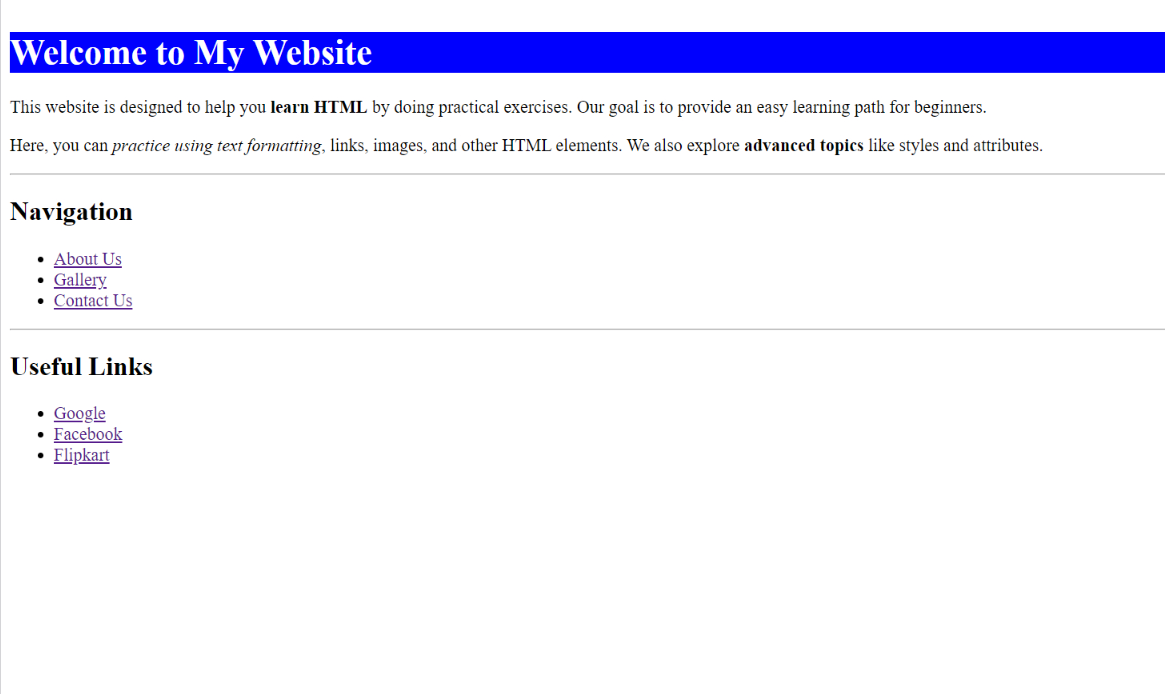 Welcome to My Website
This website is designed to help you learn HTML by doing practical exercises. Our goal is to provide an easy learning path for beginners.
Here, you can practice using text formatting, links, images, and other HTML elements. We also explore advanced topics like styles and attributes.
Navigation
About Us
Gallery
Contact Us
Useful Links
Google
Facebook
Flipkart